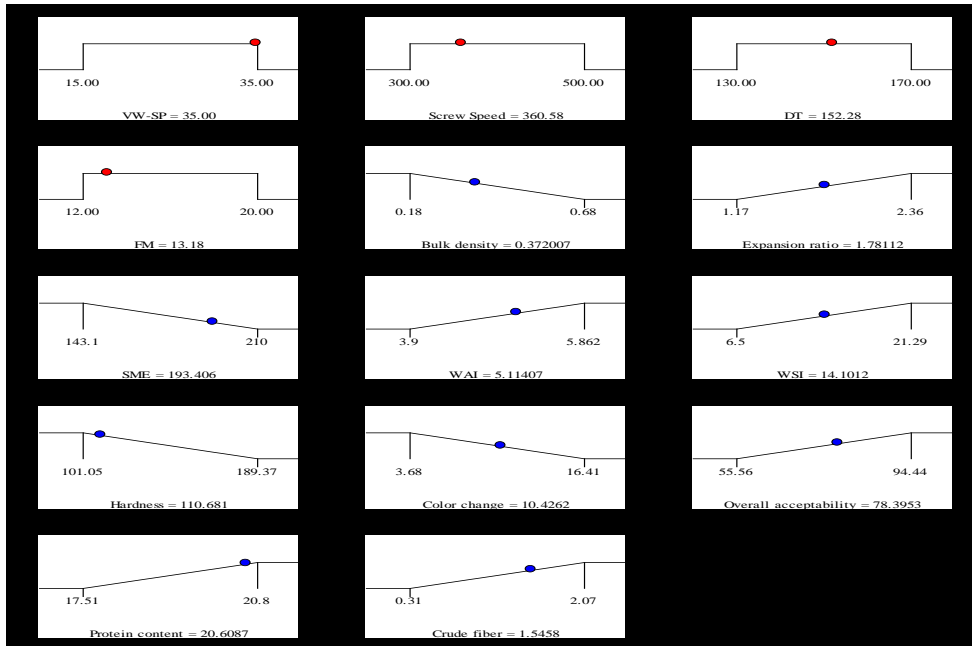 15.00 35.00
VW-SP = 35.00
300.00 500.00
Screw Speed = 360.58
130.00 170.00
DT = 152.28
12.00 20.00
FM = 13.18
0.18 0.68
Bulk density = 0.372007
1.17 2.36
Expansion ratio = 1.78112
143.1 210
SME = 193.406
3.9 5.862
WAI = 5.11407
6.5 21.29
WSI = 14.1012
101.05 189.37
Hardness = 110.681
3.68 16.41
Color change = 10.4262
55.56 94.44
Overall acceptability = 78.3953
17.51 20.8
Protein content = 20.6087
0.31 2.07
Crude fiber = 1.5458